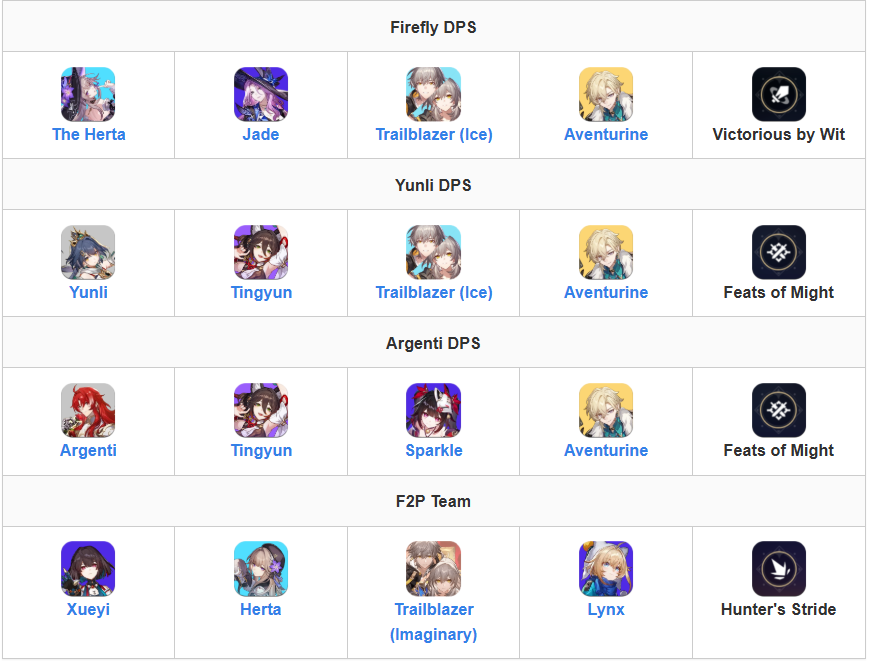 Firefly DPS
The Herta
Jade
Trailblazer (Ice)
Aventurine
Victorious by Wit
Yunli DPS
Yunli
Tingyun
Trailblazer (Ice)
Aventurine
Feats of Might
Argenti DPS
Argenti
Tingyun
Sparkle
Aventurine
Feats of Might
F2P Team
Xueyi
Herta
Trailblazer
(Imaginary)
Lynx
Hunter's Stride